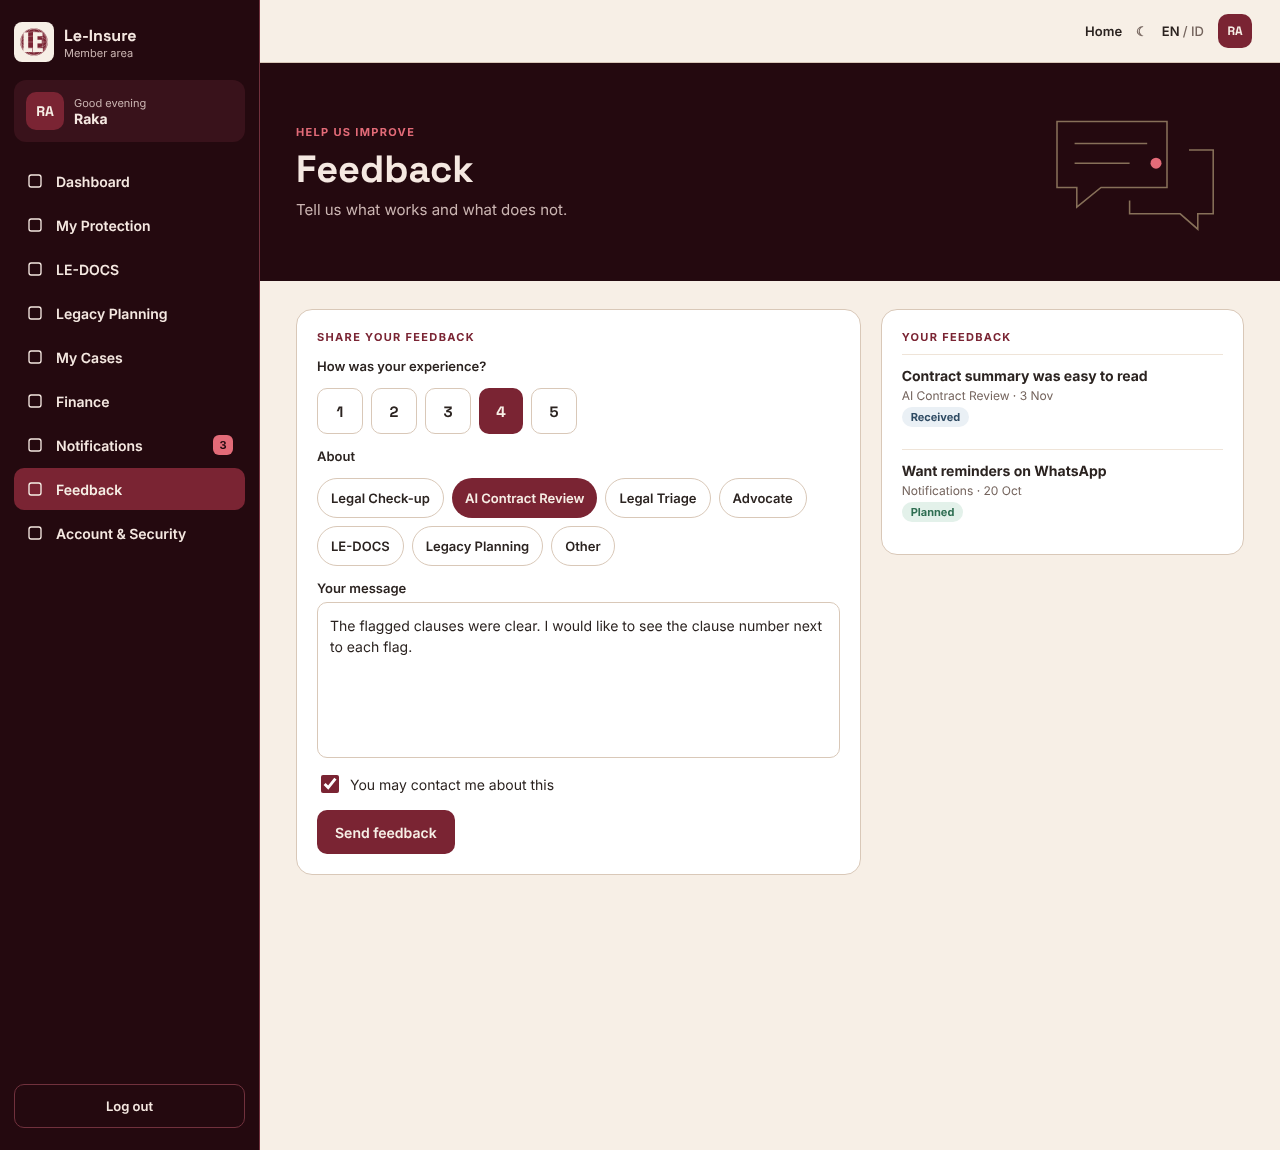 LE
Le-Insure
Member area
RA
Good evening
Raka
Dashboard
My Protection
LE-DOCS
Legacy Planning
My Cases
Finance
Notifications
3
Feedback
Account & Security
Log out
Home
EN / ID
RA
HELP US IMPROVE
Feedback
Tell us what works and what does not.
SHARE YOUR FEEDBACK
How was your experience?
1 2 3 4 5
About
Legal Check-up AI Contract Review Legal Triage Advocate
LE-DOCS Legacy Planning Other
Your message
The flagged clauses were clear. I would like to see the clause number next
to each flag.
You may contact me about this
Send feedback
YOUR FEEDBACK
Contract summary was easy to read
AI Contract Review · 3 Nov
Received
Want reminders on WhatsApp
Notifications · 20 Oct
Planned